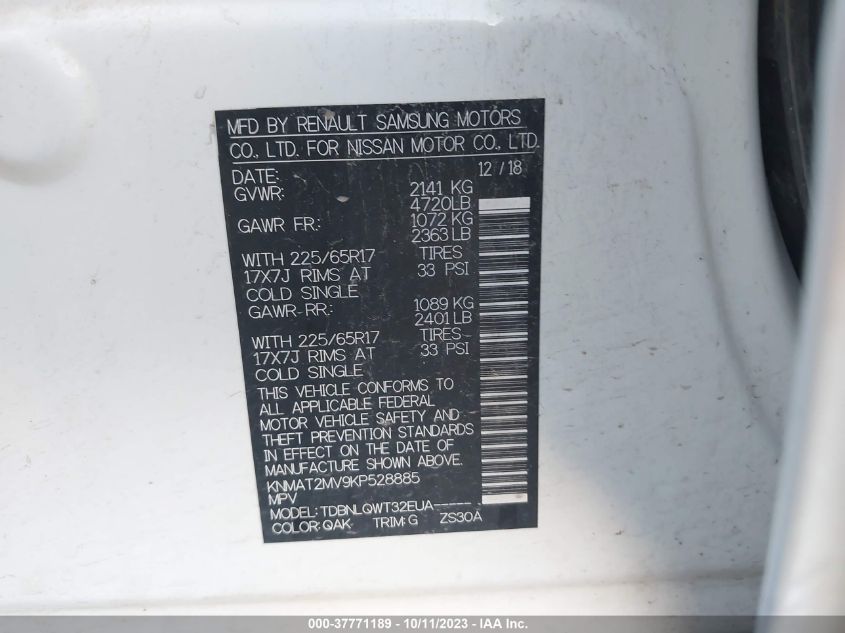 MFD BY RENAULT SAMSUNG MOTORS
CO., LTD. FOR NISSAN MOTOR CO., LTD.
DATE: 12 / 18
GVWR: 2141 KG
4720LB
GAWR FR: 1072 KG
2363 LB
WITH 225/65R17 TIRES
17X7J RIMS AT 33 PSI
COLD SINGLE
GAWR-RR: 1089 KG
2401 LB
WITH 225/65R17 TIRES
17X7J RIMS AT 33 PSI
COLD SINGLE
THIS VEHICLE CONFORMS TO
ALL APPLICABLE FEDERAL
MOTOR VEHICLE SAFETY AND
THEFT PREVENTION STANDARDS
IN EFFECT ON THE DATE OF
MANUFACTURE SHOWN ABOVE.
KNMAT2MV9KP528885
MPV
MODEL: TDBNLQWT32EUA-----
COLOR: QAK TRIM: G ZS30A
000-37771189 - 10/11/2023 - IAA Inc.